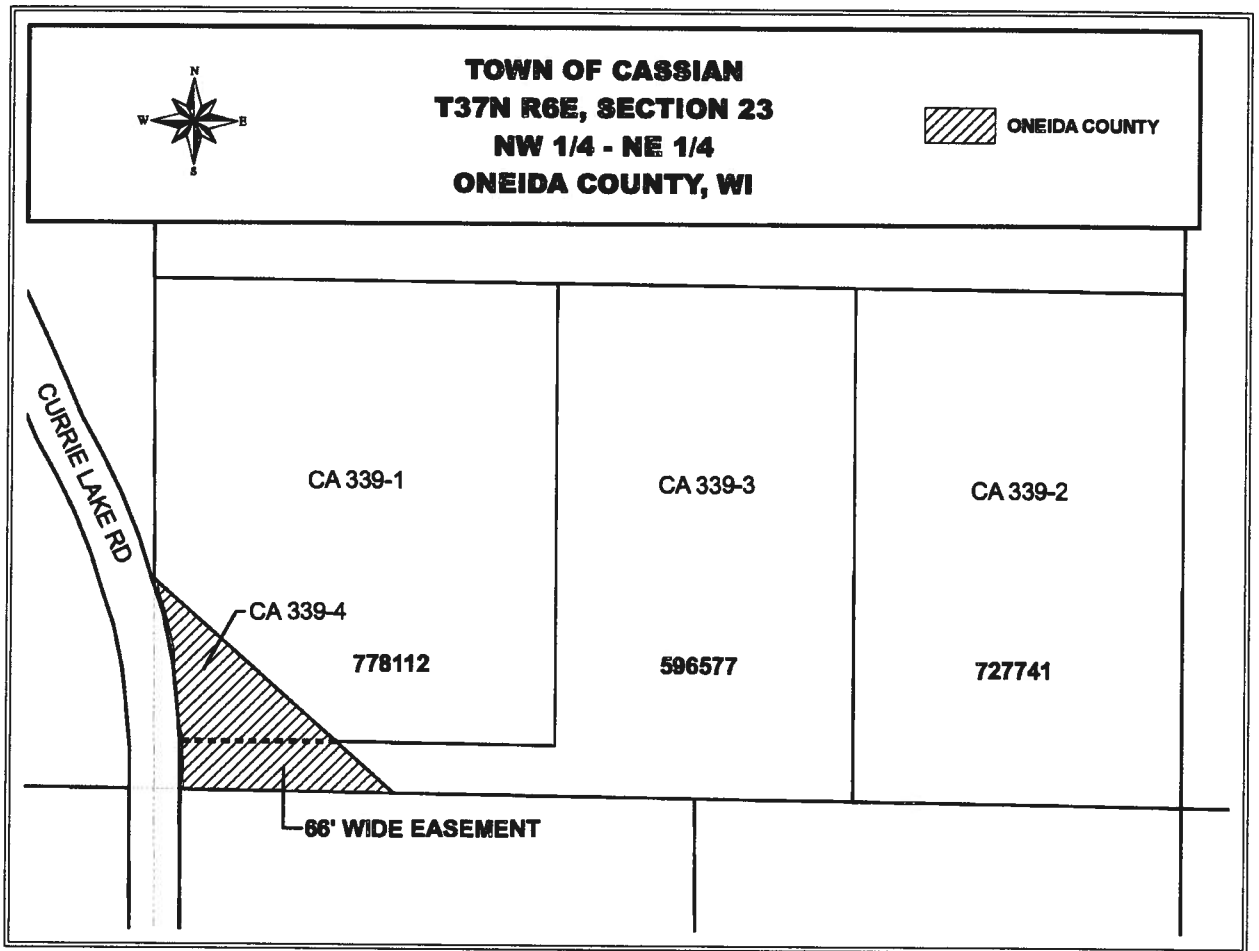 TOWN OF CASSIAN
T37N R6E, SECTION 23
NW 1/4 - NE 1/4
ONEIDA COUNTY, WI
N
W
E
S
ONEIDA COUNTY
CURRIE LAKE RD
CA 339-1
CA 339-3
CA 339-2
CA 339-4
778112
596577
727741
66' WIDE EASEMENT